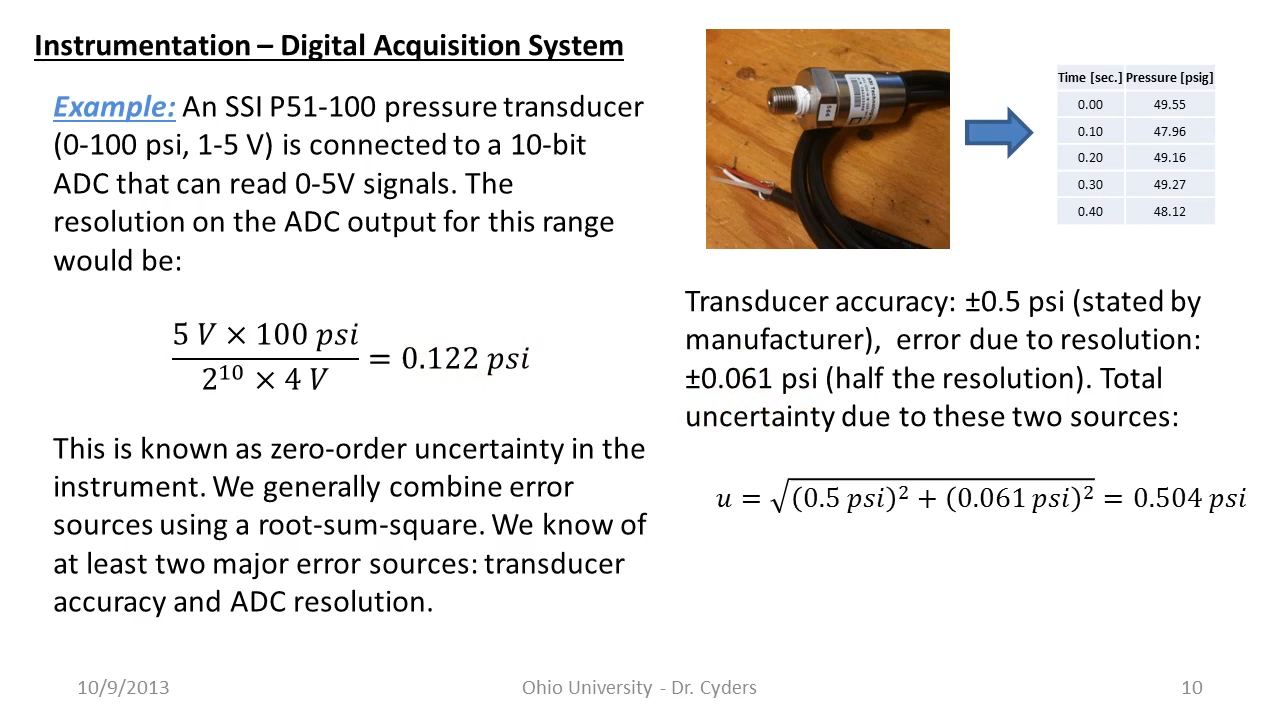 Instrumentation – Digital Acquisition System
Example: An SSI P51-100 pressure transducer
(0-100 psi, 1-5 V) is connected to a 10-bit
ADC that can read 0-5V signals. The
resolution on the ADC output for this range
would be:
5 V × 100 psi
2^10 × 4 V
= 0.122 psi
This is known as zero-order uncertainty in the
instrument. We generally combine error
sources using a root-sum-square. We know of
at least two major error sources: transducer
accuracy and ADC resolution.
Time [sec.] Pressure [psig]
0.00 49.55
0.10 47.96
0.20 49.16
0.30 49.27
0.40 48.12
Transducer accuracy: ±0.5 psi (stated by
manufacturer), error due to resolution:
±0.061 psi (half the resolution). Total
uncertainty due to these two sources:
u = √(0.5 psi)² + (0.061 psi)² = 0.504 psi
10/9/2013
Ohio University - Dr. Cyders
10